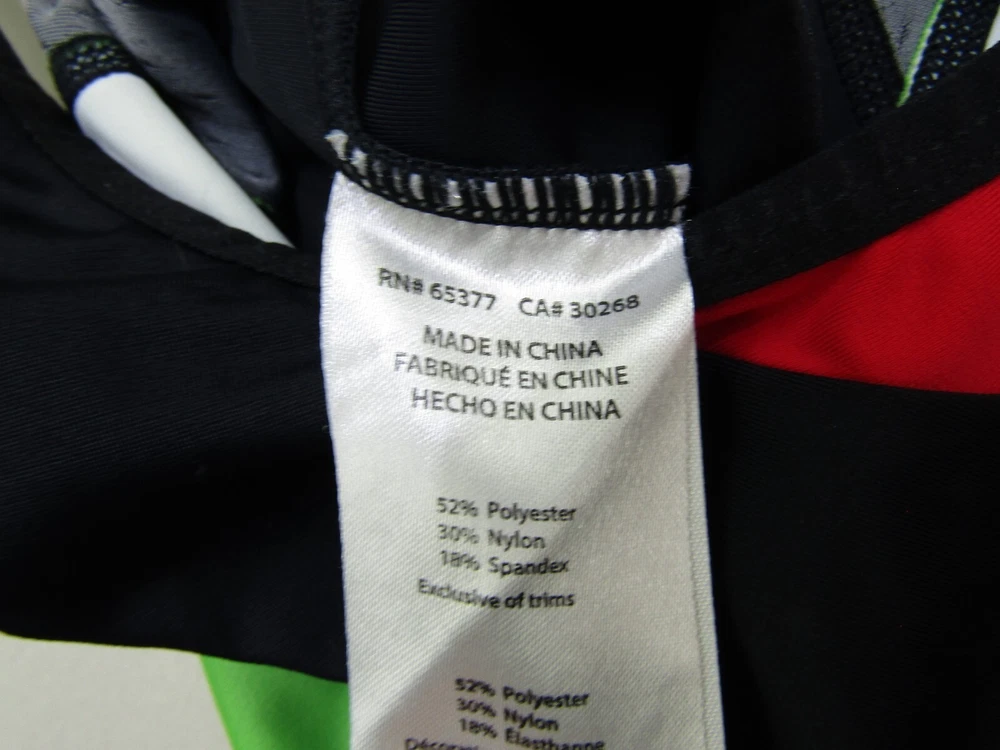 RN# 65377 CA# 30268
MADE IN CHINA
FABRIQUÉ EN CHINE
HECHO EN CHINA
52% Polyester
30% Nylon
18% Spandex
Exclusive of trims
52% Polyester
30% Nylon
18% Élasthanne